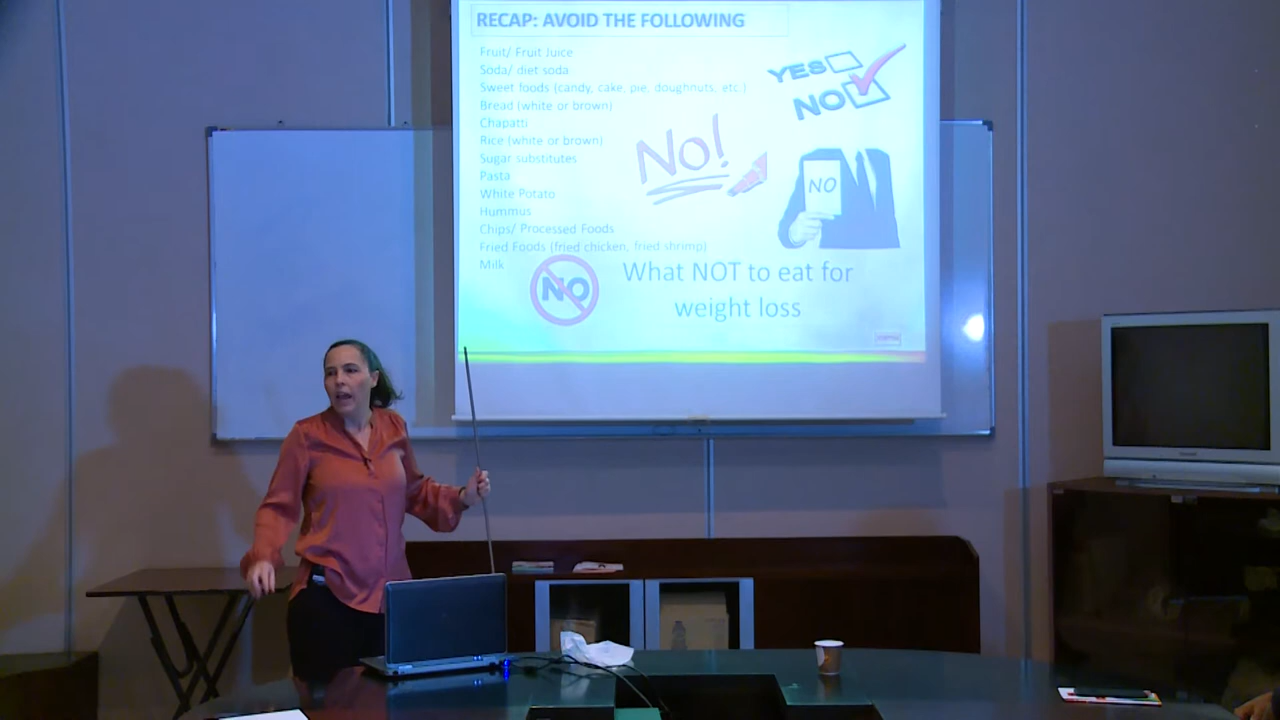 RECAP: AVOID THE FOLLOWING
Fruit/ Fruit Juice
Soda/ diet soda
Sweet foods (candy, cake, pie, doughnuts, etc.)
Bread (white or brown)
Chapatti
Rice (white or brown)
Sugar substitutes
Pasta
White Potato
Hummus
Chips/ Processed Foods
Fried Foods (fried chicken, fried shrimp)
Milk
YES
NO
No!
NO
NO
What NOT to eat for
weight loss